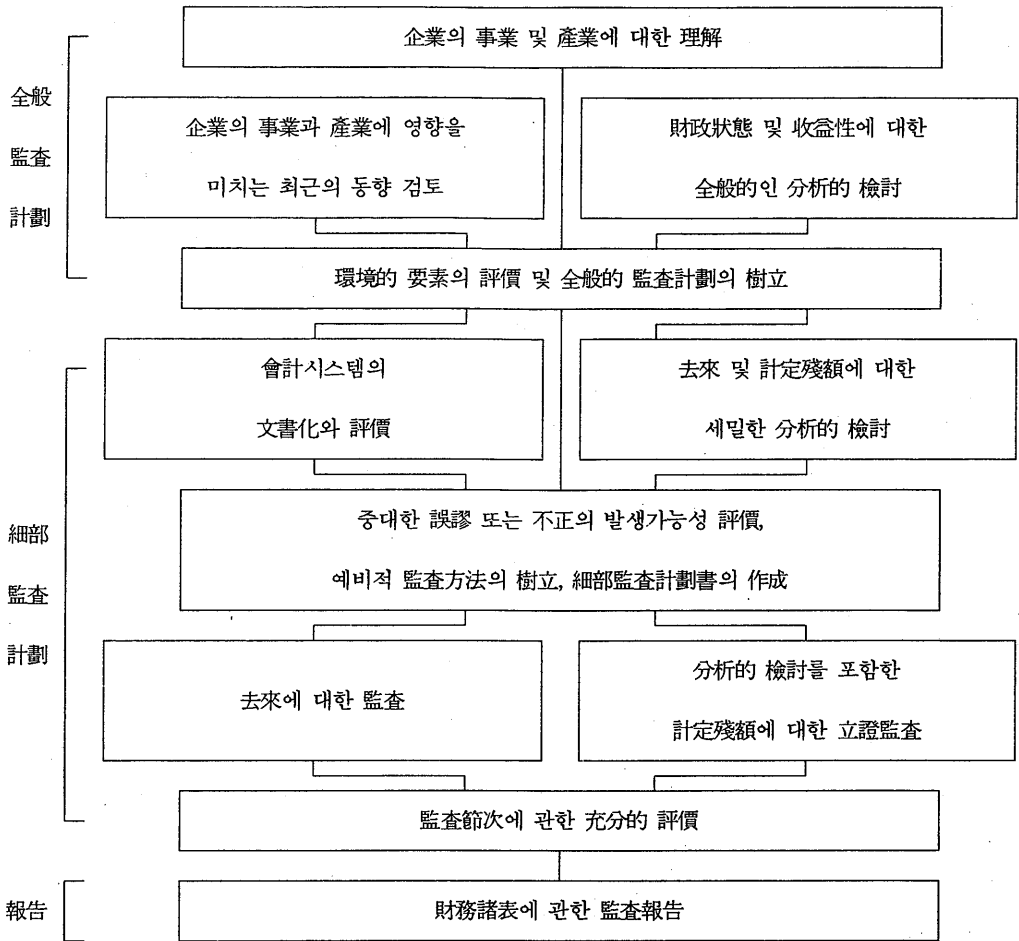 企業의 事業 및 產業에 대한 理解
全般
監査
計劃
企業의 事業과 產業에 영향을
미치는 최근의 동향 검토
財政狀態 및 收益性에 대한
全般的인 分析的 檢討
環境的 要素의 評價 및 全般的 監査計劃의 樹立
會計시스템의
文書化와 評價
去來 및 計定殘額에 대한
세밀한 分析的 檢討
細部
監査
計劃
중대한 誤謬 또는 不正의 발생가능성 評價,
예비적 監査方法의 樹立, 細部監査計劃書의 作成
去來에 대한 監査
分析的 檢討를 포함한
計定殘額에 대한 立證監査
監査節次에 관한 充分的 評價
報告
財務諸表에 관한 監査報告